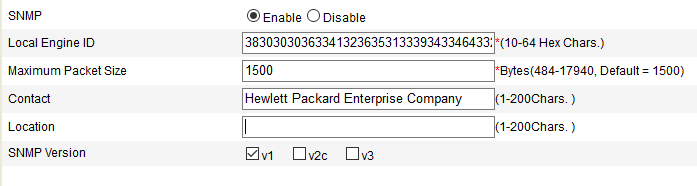 SNMP Enable Disable
Local Engine ID *(10-64 Hex Chars.)
Maximum Packet Size 1500 *Bytes(484-17940, Default = 1500)
Contact Hewlett Packard Enterprise Company (1-200Chars. )
Location (1-200Chars. )
SNMP Version v1 v2c v3